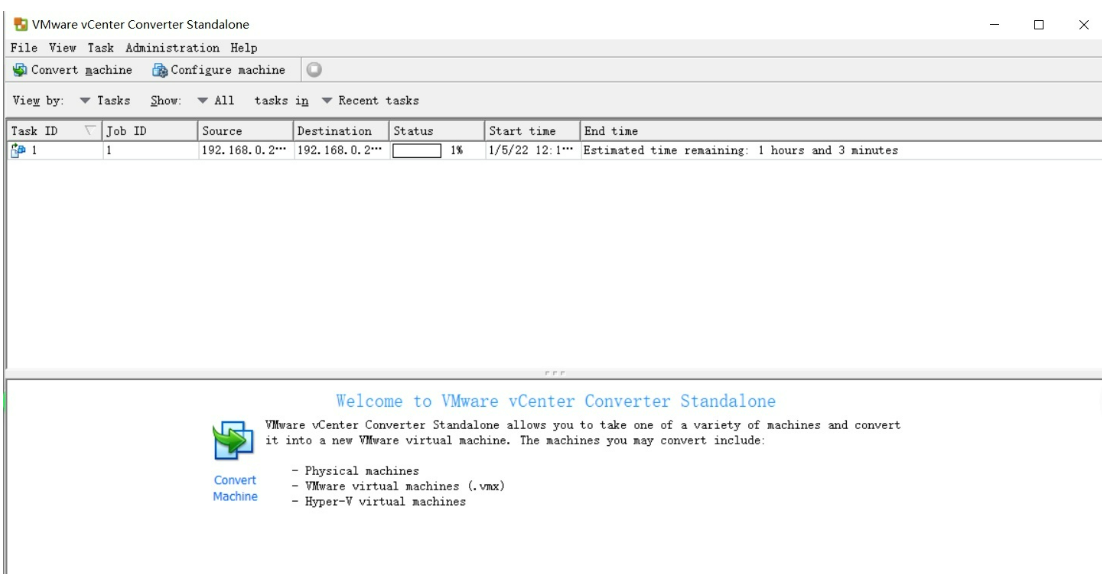 VMware vCenter Converter Standalone
File View Task Administration Help
Convert machine Configure machine
View by: Tasks Show: All tasks in Recent tasks
Task ID Job ID Source Destination Status Start time End time
1 1 192.168.0.2… 192.168.0.2… 1% 1/5/22 12:1… Estimated time remaining: 1 hours and 3 minutes
Welcome to VMware vCenter Converter Standalone
VMware vCenter Converter Standalone allows you to take one of a variety of machines and convert
it into a new VMware virtual machine. The machines you may convert include:
- Physical machines
- VMware virtual machines (.vmx)
- Hyper-V virtual machines
Convert
Machine